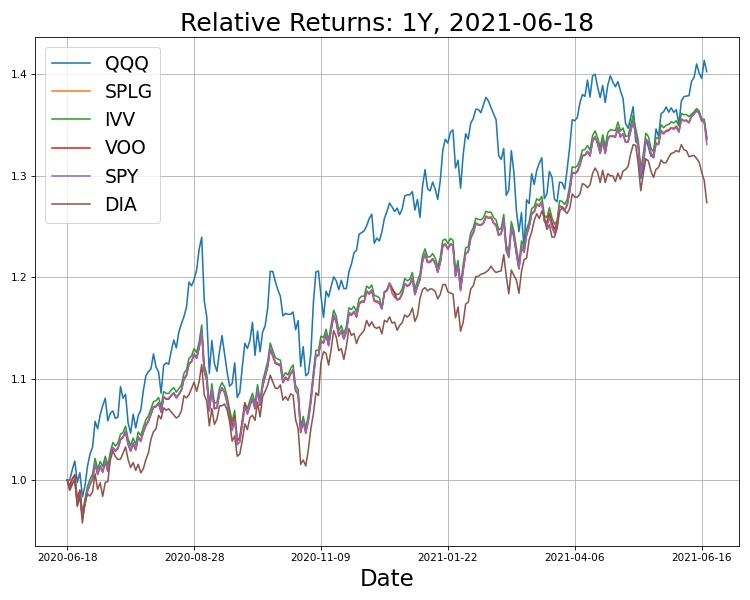 Relative Returns: 1Y, 2021-06-18
QQQ
SPLG
IVV
VOO
SPY
DIA
1.4
1.3
1.2
1.1
1.0
2020-06-18 2020-08-28 2020-11-09 2021-01-22 2021-04-06 2021-06-16
Date